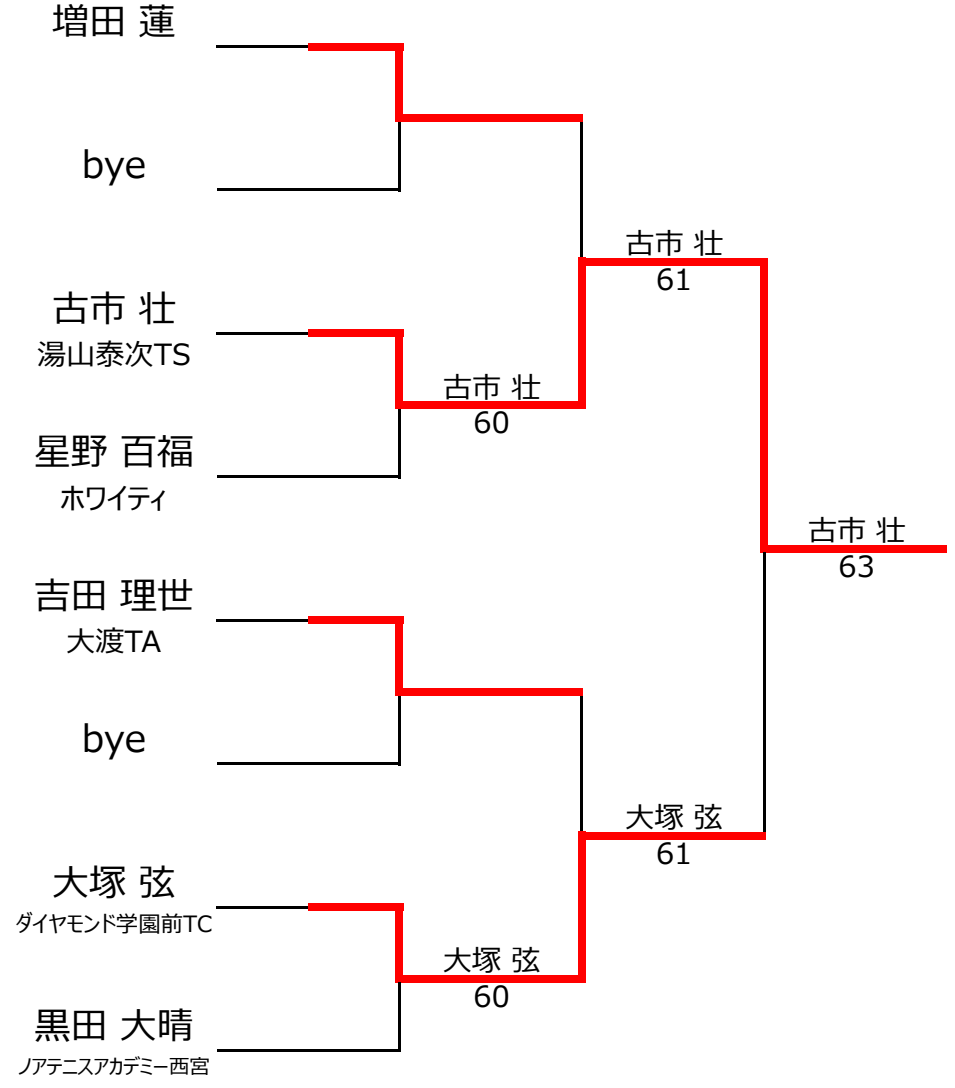 増田 蓮
bye
古市 壮
61
古市 壮
湯山泰次TS
古市 壮
60
星野 百福
ホワイティ
古市 壮
63
吉田 理世
大渡TA
bye
大塚 弦
61
大塚 弦
ダイヤモンド学園前TC
大塚 弦
60
黒田 大晴
ノアテニスアカデミー西宮